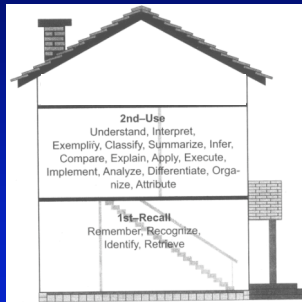 2nd–Use
Understand, Interpret,
Exemplify, Classify, Summarize, Infer,
Compare, Explain, Apply, Execute,
Implement, Analyze, Differentiate, Orga-
nize, Attribute
1st–Recall
Remember, Recognize,
Identify, Retrieve